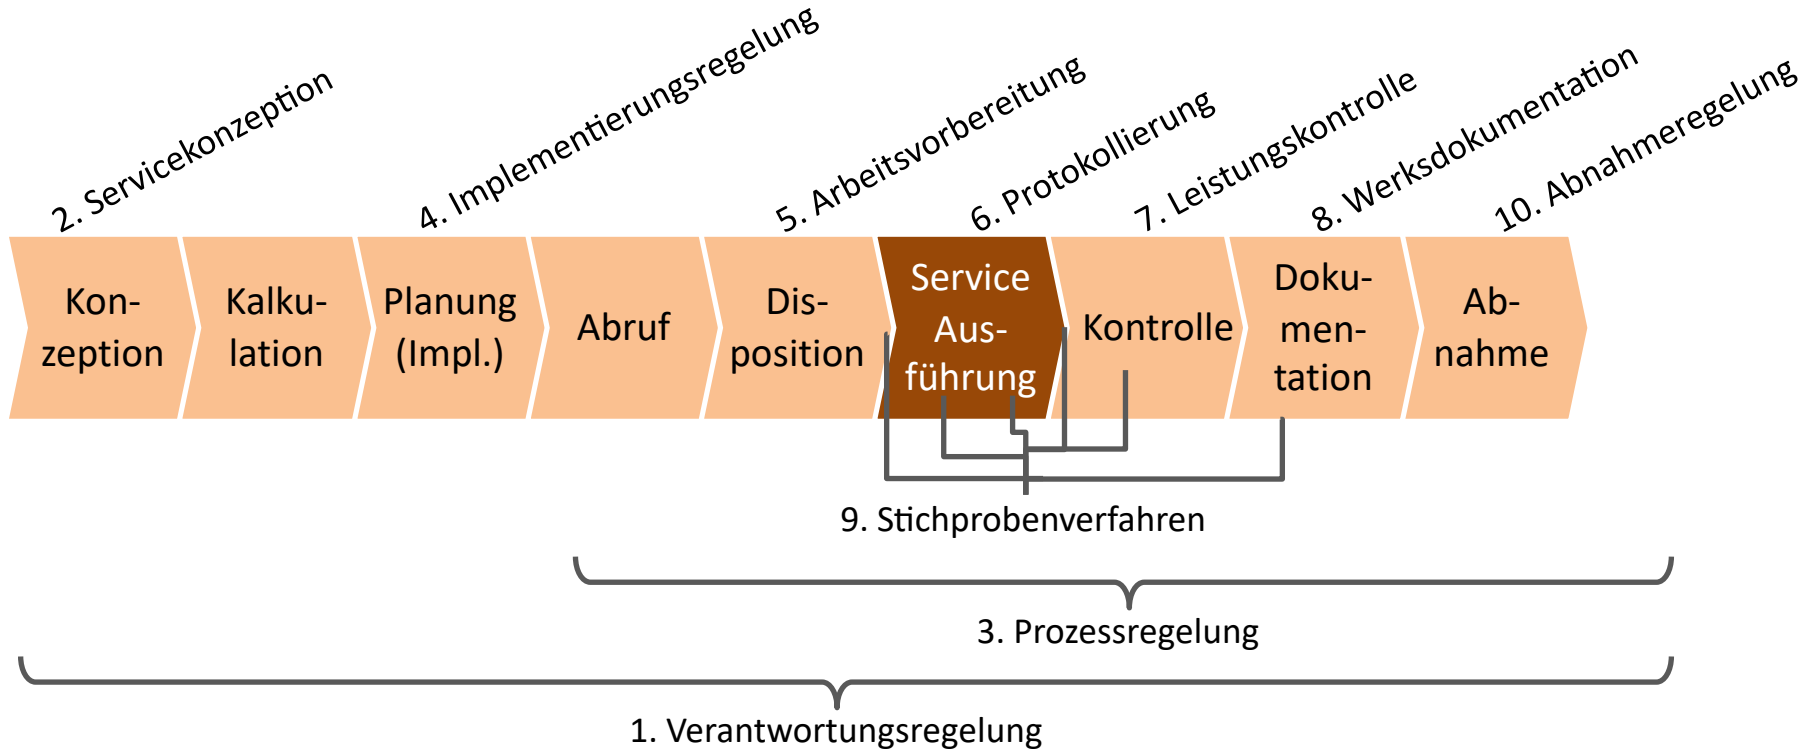 2. Servicekonzeption
4. Implementierungsregelung
5. Arbeitsvorbereitung
6. Protokollierung
7. Leistungskontrolle
8. Werksdokumentation
10. Abnahmeregelung
Kon-
zeption
Kalku-
lation
Planung
(Impl.)
Abruf
Dis-
position
Service
Aus-
führung
Kontrolle
Doku-
men-
tation
Ab-
nahme
9. Stichprobenverfahren
3. Prozessregelung
1. Verantwortungsregelung